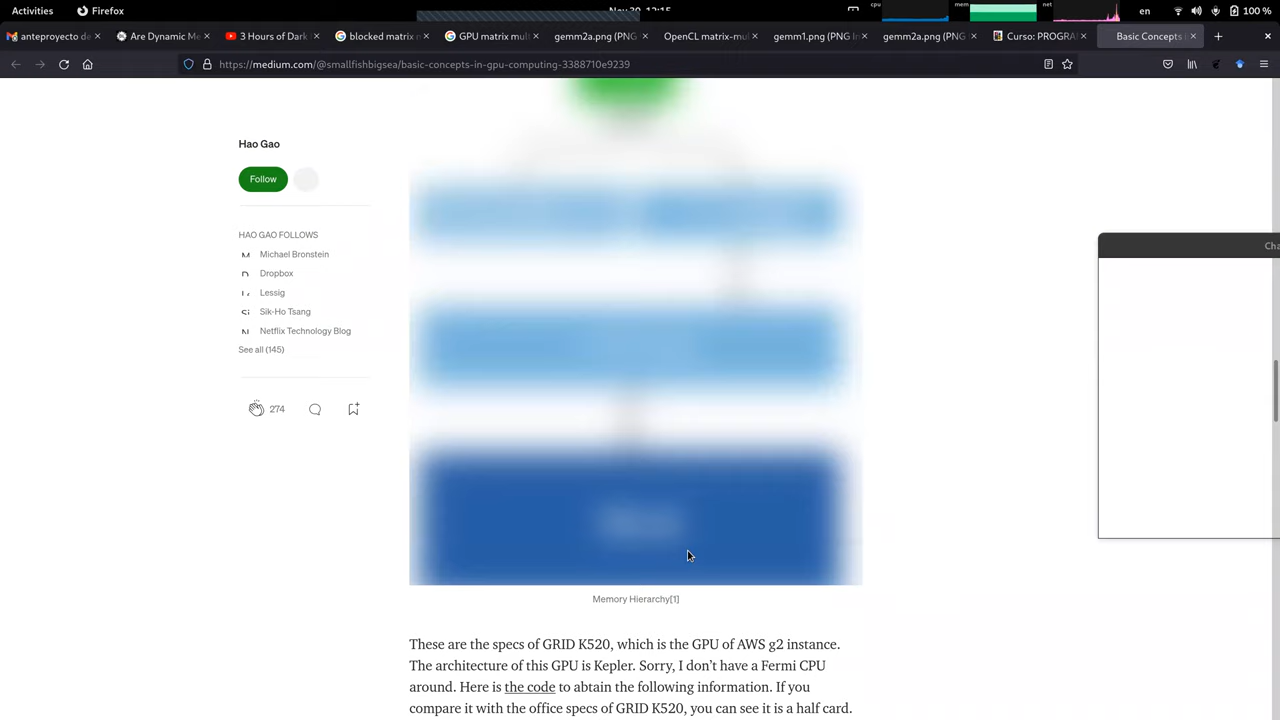 Activities
Firefox
cpu
mem
net
en
100 %
anteproyecto de
Are Dynamic Me
3 Hours of Dark
blocked matrix m
GPU matrix mult
gemm2a.png (PNG
OpenCL matrix-mul
gemm1.png (PNG Im
gemm2a.png (PNG
Curso: PROGRA
Basic Concepts i
https://medium.com/@smallfishbigsea/basic-concepts-in-gpu-computing-3388710e9239
Hao Gao
Follow
HAO GAO FOLLOWS
Michael Bronstein
Dropbox
Lessig
Sik-Ho Tsang
Netflix Technology Blog
See all (145)
274
Memory Hierarchy[1]
These are the specs of GRID K520, which is the GPU of AWS g2 instance.
The architecture of this GPU is Kepler. Sorry, I don’t have a Fermi CPU
around. Here is the code to abtain the following information. If you
compare it with the office specs of GRID K520, you can see it is a half card.